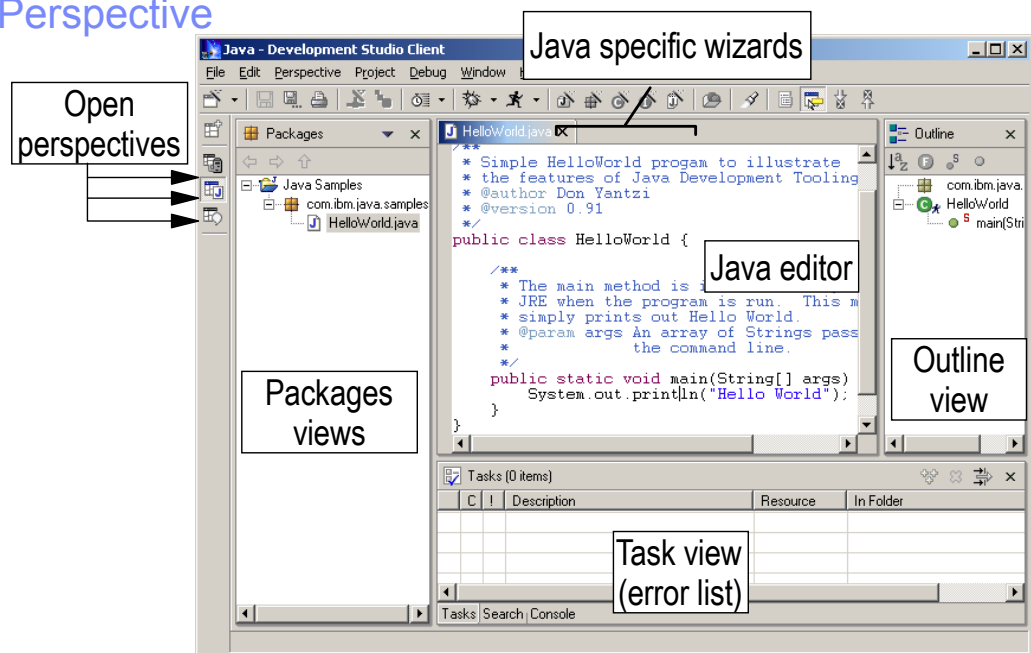 Perspective
Java - Development Studio Client
Java specific wizards
File Edit Perspective Project Debug Window
Open
perspectives
Packages
Java Samples
com.ibm.java.samples
HelloWorld.java
Packages
views
HelloWorld.java
/**
* Simple HelloWorld progam to illustrate
* the features of Java Development Tooling
* @author Don Yantzi
* @version 0.91
*/
public class HelloWorld {
/**
* The main method is i
* JRE when the program is run. This m
* simply prints out Hello World.
* @param args An array of Strings pass
* the command line.
*/
public static void main(String[] args)
System.out.println("Hello World");
}
}
Java editor
Outline
com.ibm.java.
HelloWorld
S main(Stri
Outline
view
Tasks (0 items)
C ! Description Resource In Folder
Task view
(error list)
Tasks Search Console